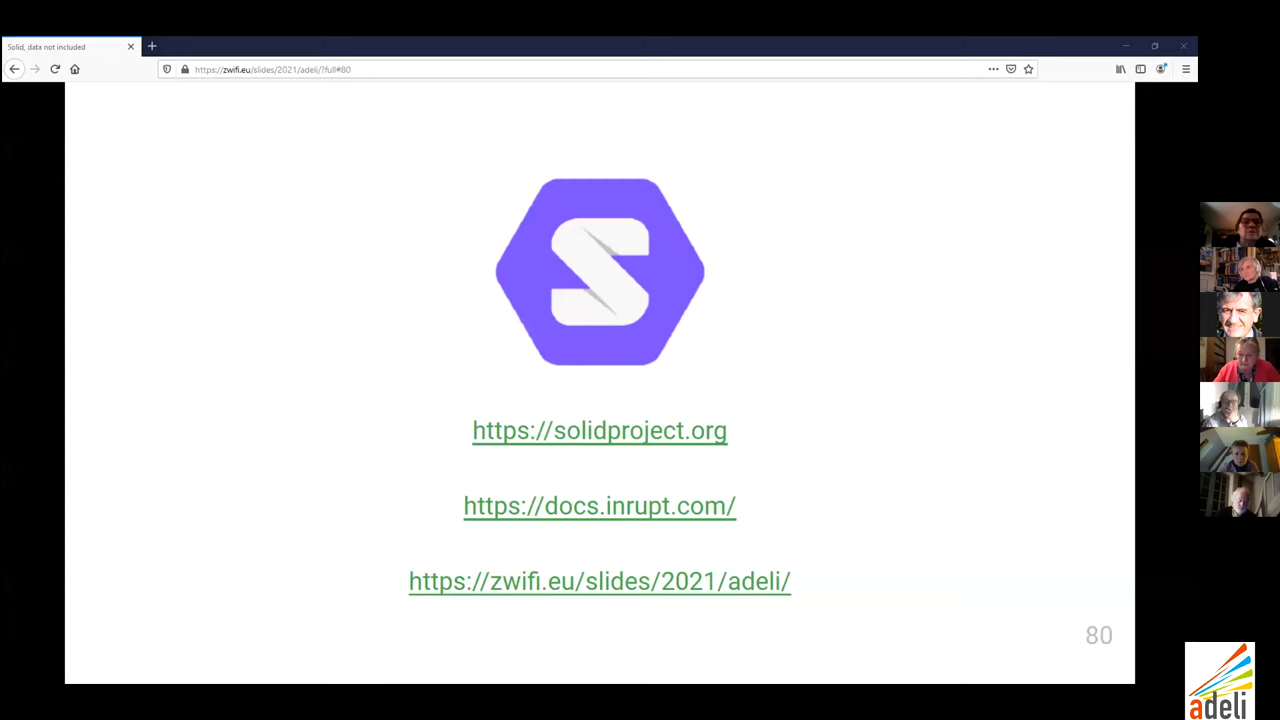 Solid, data not included
https://zwifi.eu/slides/2021/adeli/?full#80
S
https://solidproject.org
https://docs.inrupt.com/
https://zwifi.eu/slides/2021/adeli/
80
adeli